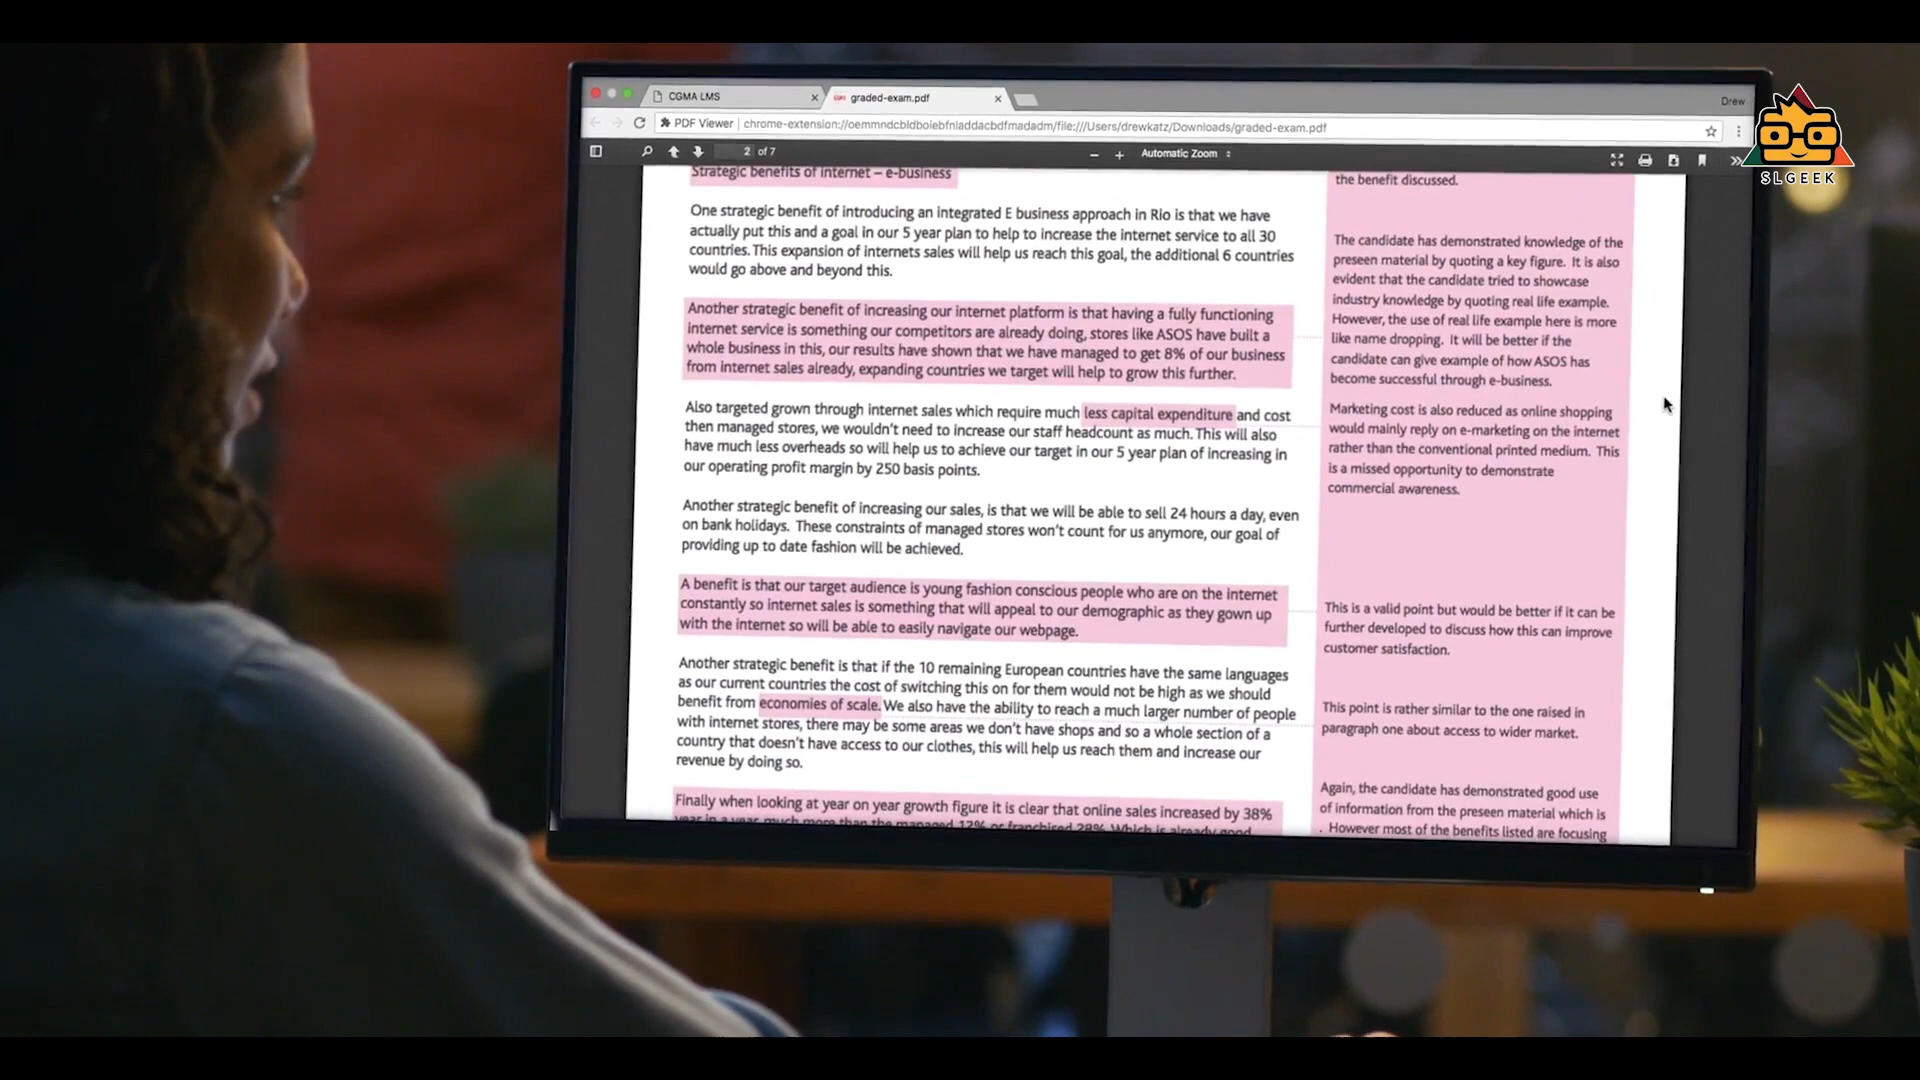 CGMA LMS
graded-exam.pdf
Drew
PDF Viewer
chrome-extension://oemmndcbldboiebfnladdacbdfmadadm/file:///Users/drewkatz/Downloads/graded-exam.pdf
2 of 7
Automatic Zoom
SLGEEK
Strategic benefits of internet – e-business
One strategic benefit of introducing an integrated E business approach in Rio is that we have
actually put this and a goal in our 5 year plan to help to increase the internet service to all 30
countries. This expansion of internets sales will help us reach this goal, the additional 6 countries
would go above and beyond this.
Another strategic benefit of increasing our internet platform is that having a fully functioning
internet service is something our competitors are already doing, stores like ASOS have built a
whole business in this, our results have shown that we have managed to get 8% of our business
from internet sales already, expanding countries we target will help to grow this further.
Also targeted grown through internet sales which require much less capital expenditure and cost
then managed stores, we wouldn't need to increase our staff headcount as much. This will also
have much less overheads so will help us to achieve our target in our 5 year plan of increasing in
our operating profit margin by 250 basis points.
Another strategic benefit of increasing our sales, is that we will be able to sell 24 hours a day, even
on bank holidays. These constraints of managed stores won't count for us anymore, our goal of
providing up to date fashion will be achieved.
A benefit is that our target audience is young fashion conscious people who are on the internet
constantly so internet sales is something that will appeal to our demographic as they gown up
with the internet so will be able to easily navigate our webpage.
Another strategic benefit is that if the 10 remaining European countries have the same languages
as our current countries the cost of switching this on for them would not be high as we should
benefit from economies of scale. We also have the ability to reach a much larger number of people
with internet stores, there may be some areas we don't have shops and so a whole section of a
country that doesn't have access to our clothes, this will help us reach them and increase our
revenue by doing so.
Finally when looking at year on year growth figure it is clear that online sales increased by 38%
year in a year much more than the managed 12% or franchised 28%. Which is already good
the benefit discussed.
The candidate has demonstrated knowledge of the
preseen material by quoting a key figure. It is also
evident that the candidate tried to showcase
industry knowledge by quoting real life example.
However, the use of real life example here is more
like name dropping. It will be better if the
candidate can give example of how ASOS has
become successful through e-business.
Marketing cost is also reduced as online shopping
would mainly reply on e-marketing on the internet
rather than the conventional printed medium. This
is a missed opportunity to demonstrate
commercial awareness.
This is a valid point but would be better if it can be
further developed to discuss how this can improve
customer satisfaction.
This point is rather similar to the one raised in
paragraph one about access to wider market.
Again, the candidate has demonstrated good use
of information from the preseen material which is
. However most of the benefits listed are focusing